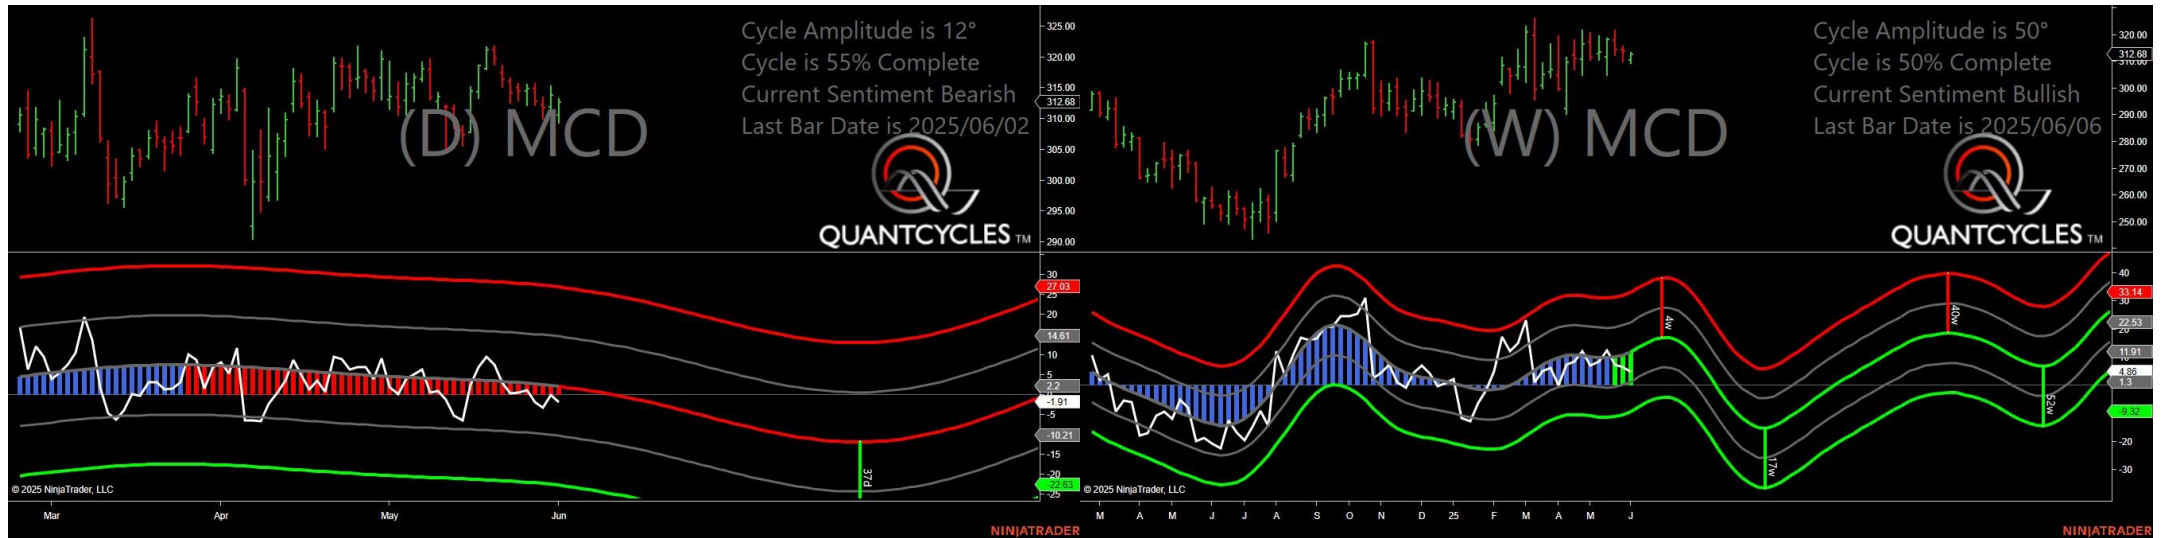 Cycle Amplitude is 12°
Cycle is 55% Complete
Current Sentiment Bearish
Last Bar Date is 2025/06/02
(D) MCD
QUANTCYCLES TM
325.00
320.00
315.00
312.68
310.00
305.00
300.00
295.00
290.00
30
27.03
25
20
14.61
10
5
2.2
-1.91
-5
-10.21
-15
-20
-22.63
-25
37d
© 2025 NinjaTrader, LLC
Mar
Apr
May
Jun
NINJATRADER
Cycle Amplitude is 50°
Cycle is 50% Complete
Current Sentiment Bullish
Last Bar Date is 2025/06/06
(W) MCD
QUANTCYCLES TM
320.00
312.68
310.00
300.00
290.00
280.00
270.00
260.00
250.00
40
33.14
30
22.53
11.91
4.86
1.3
-9.32
-20
-30
4w
17w
40w
52w
© 2025 NinjaTrader, LLC
M A M J J A S O N D 25 F M A M J
NINJATRADER